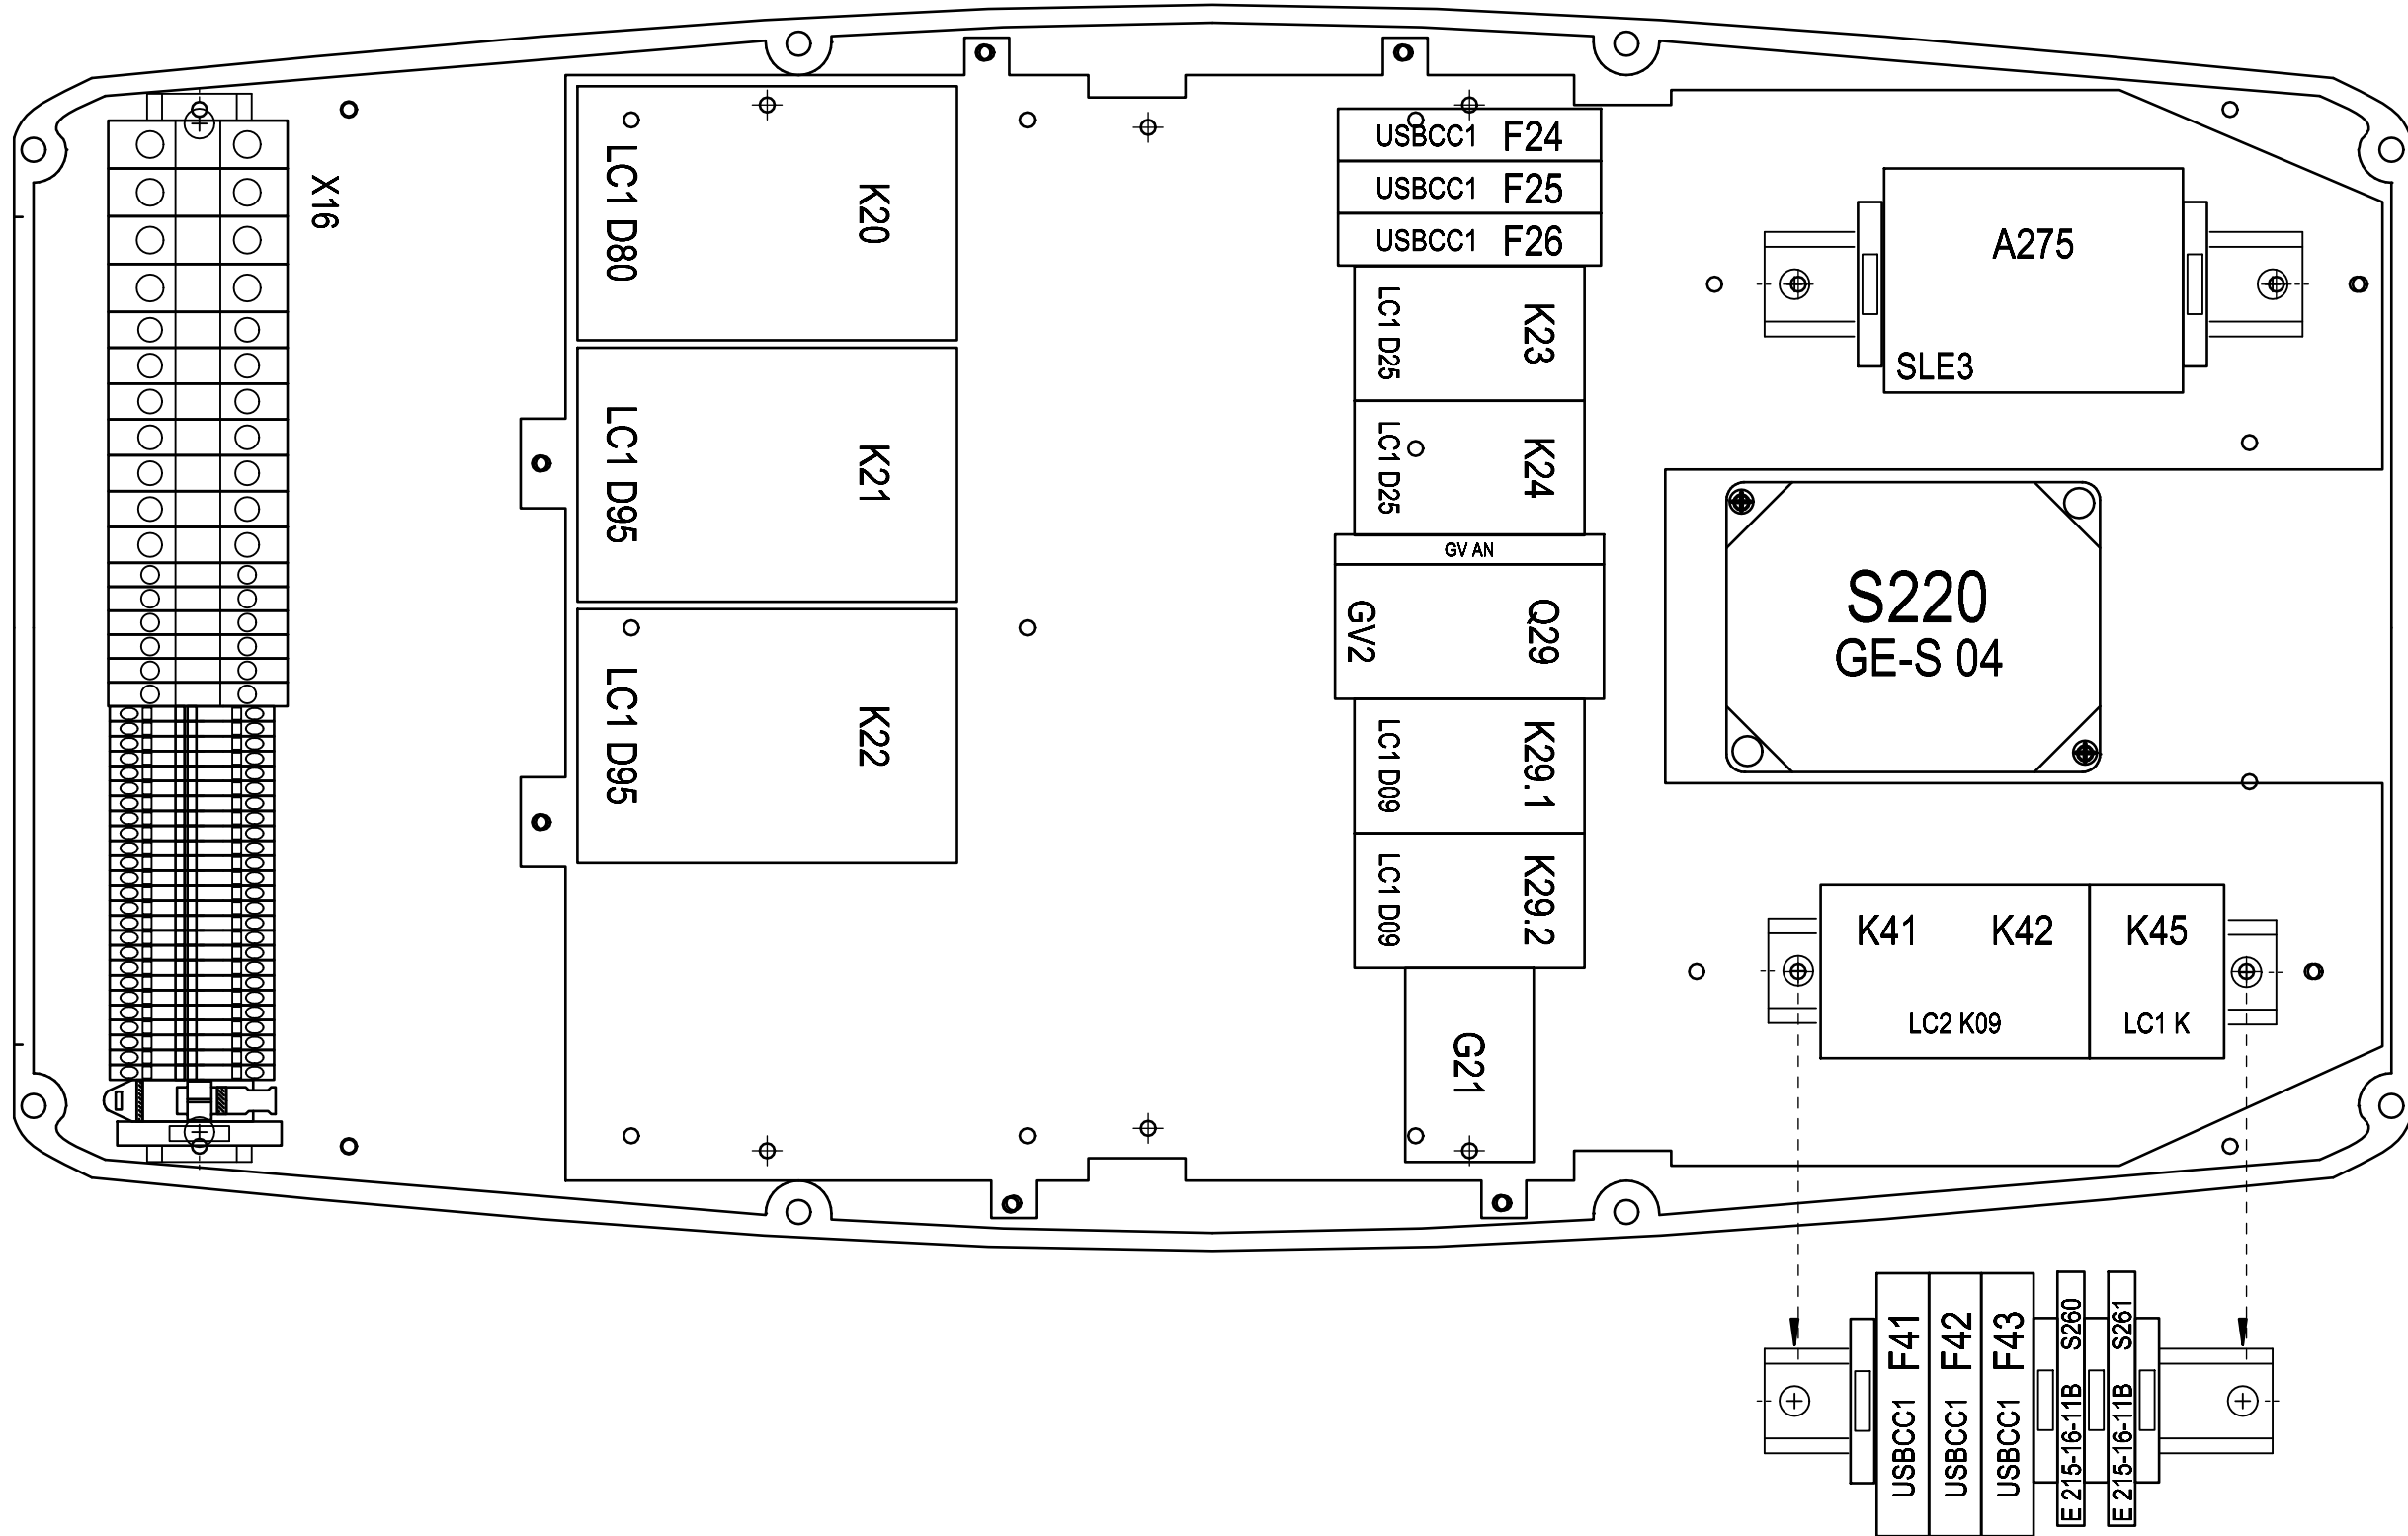 X16
K20
LC1 D80
K21
LC1 D95
K22
LC1 D95
USBCC1 F24
USBCC1 F25
USBCC1 F26
K23
LC1 D25
K24
LC1 D25
GV AN
Q29
GV2
K29.1
LC1 D09
K29.2
LC1 D09
G21
A275
SLE3
S220
GE-S 04
K41 K42 K45
LC2 K09 LC1 K
USBCC1 F41
USBCC1 F42
USBCC1 F43
E 215-16-11B S260
E 215-16-11B S261